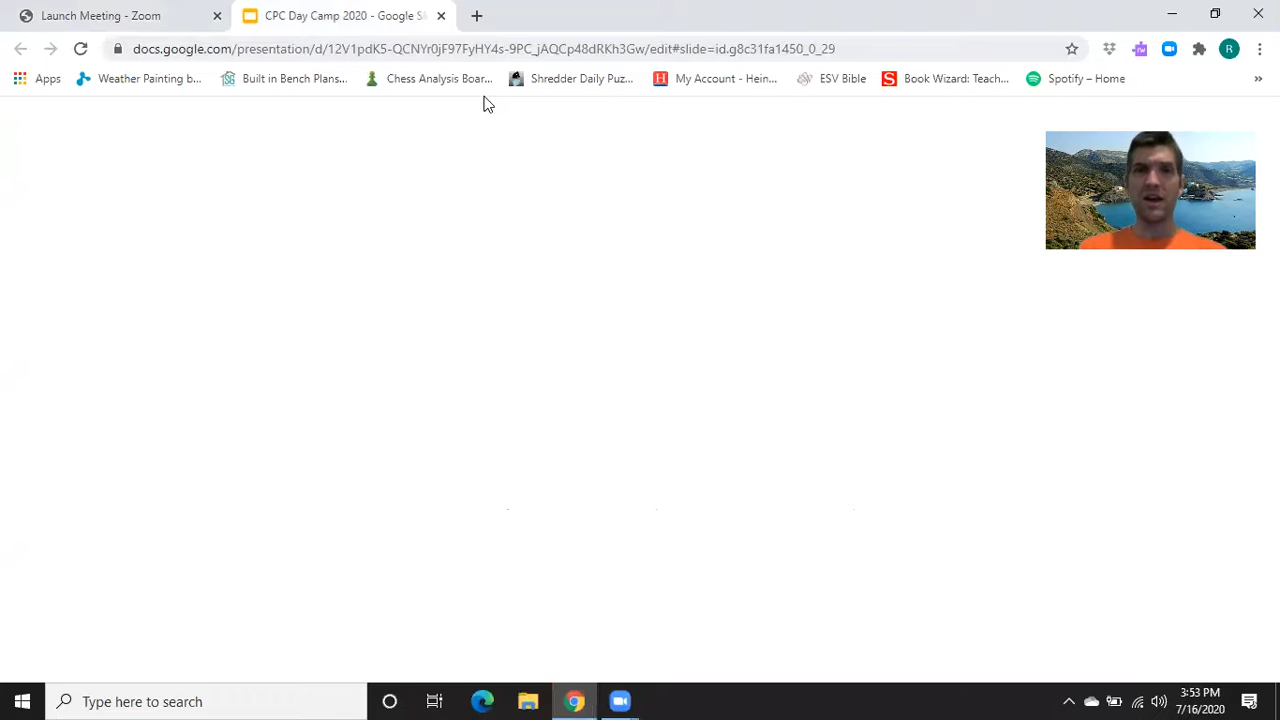 Launch Meeting - Zoom
CPC Day Camp 2020 - Google Sl
docs.google.com/presentation/d/12V1pdK5-QCNYr0jF97FyHY4s-9PC_jAQCp48dRKh3Gw/edit#slide=id.g8c31fa1450_0_29
R
Apps
Weather Painting b...
Built in Bench Plans...
Chess Analysis Boar...
Shredder Daily Puz...
My Account - Hein...
ESV Bible
Book Wizard: Teach...
Spotify – Home
Type here to search
3:53 PM
7/16/2020